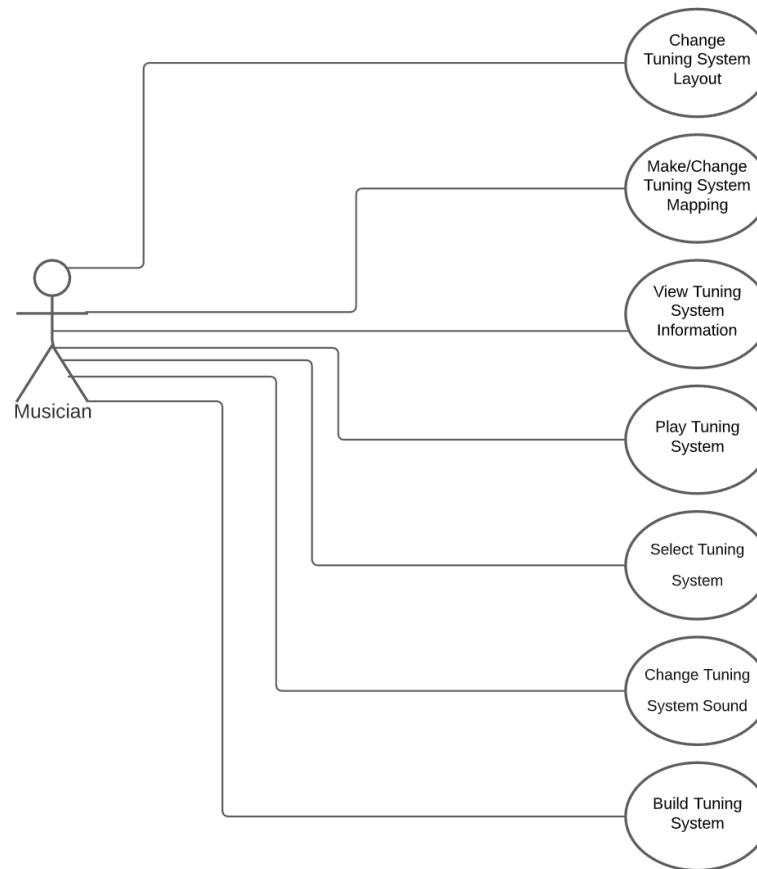 Change
Tuning System
Layout
Make/Change
Tuning System
Mapping
View Tuning
System
Information
Musician
Play Tuning
System
Select Tuning
System
Change Tuning
System Sound
Build Tuning
System